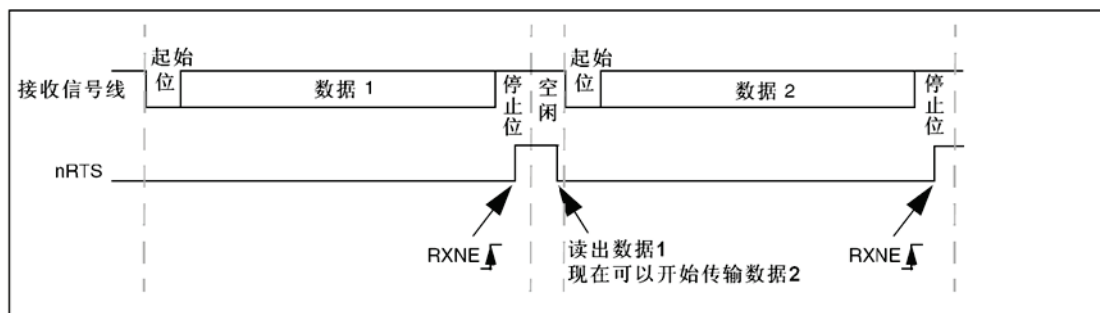 接收信号线
起始
位
数据 1
停止位
空闲
起始
位
数据 2
停止位
nRTS
RXNE
读出数据1
现在可以开始传输数据2
RXNE